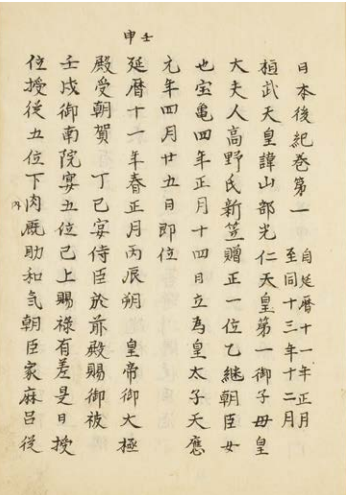 壬申
日本後紀巻第一
自延暦十一年正月
至同十三年十二月
桓武天皇諱山部光仁天皇第一御子母皇
大夫人高野氏新笠贈正一位乙継朝臣女
也宝亀四年正月十四日立為皇太子天應
元年四月廿五日即位
延暦十一年春正月丙辰朔 皇帝御大極
殿受朝賀 丁巳宴侍臣於前殿賜御被
壬戌御南院宴五位己上賜禄有差是日授
位授従五位下肉厩助和気朝臣家麻呂従
外